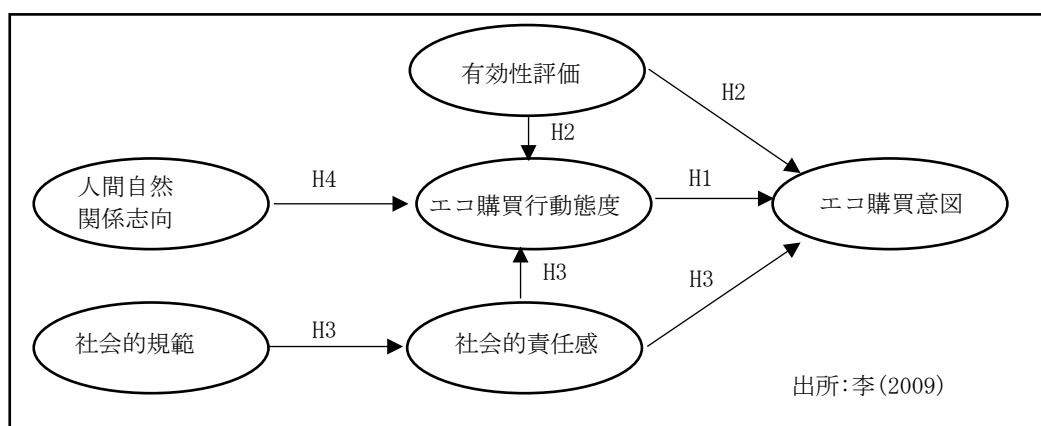 有効性評価
H2
H2
人間自然
関係志向
H4
エコ購買行動態度
H1
エコ購買意図
H3
H3
社会的規範
H3
社会的責任感
出所:李(2009)